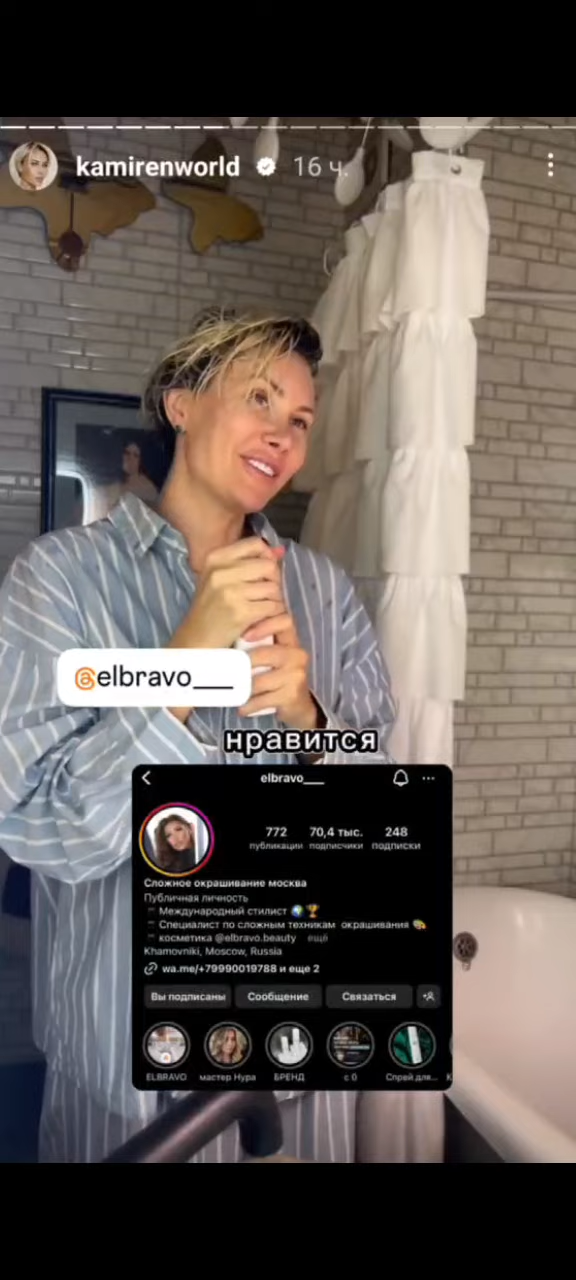 kamirenworld 16 ч.
@elbravo___
нравится
elbravo___
772 70,4 тыс. 248
публикации подписчики подписки
Сложное окрашивание москва
Публичная личность
Международный стилист 🌍🏆
Специалист по сложным техникам окрашивания 🎨
косметика @elbravo.beauty ещё
Khamovniki, Moscow, Russia
wa.me/+79990019788 и еще 2
Вы подписаны Сообщение Связаться
ELBRAVO мастер Нура БРЕНД с 0 Спрей для...